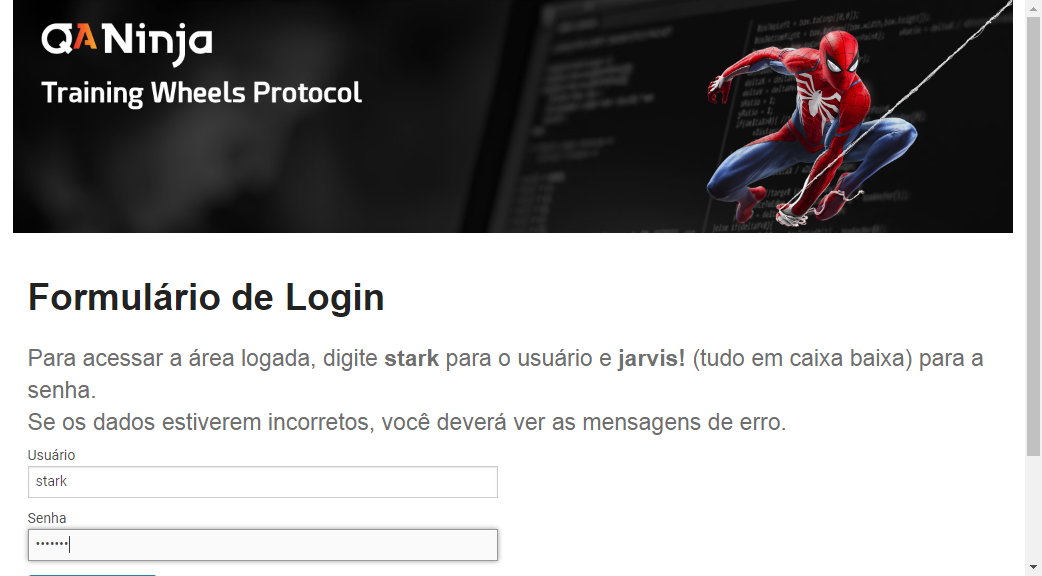 QANinja
Training Wheels Protocol
Formulário de Login
Para acessar a área logada, digite stark para o usuário e jarvis! (tudo em caixa baixa) para a
senha.
Se os dados estiverem incorretos, você deverá ver as mensagens de erro.
Usuário
stark
Senha
•••••••